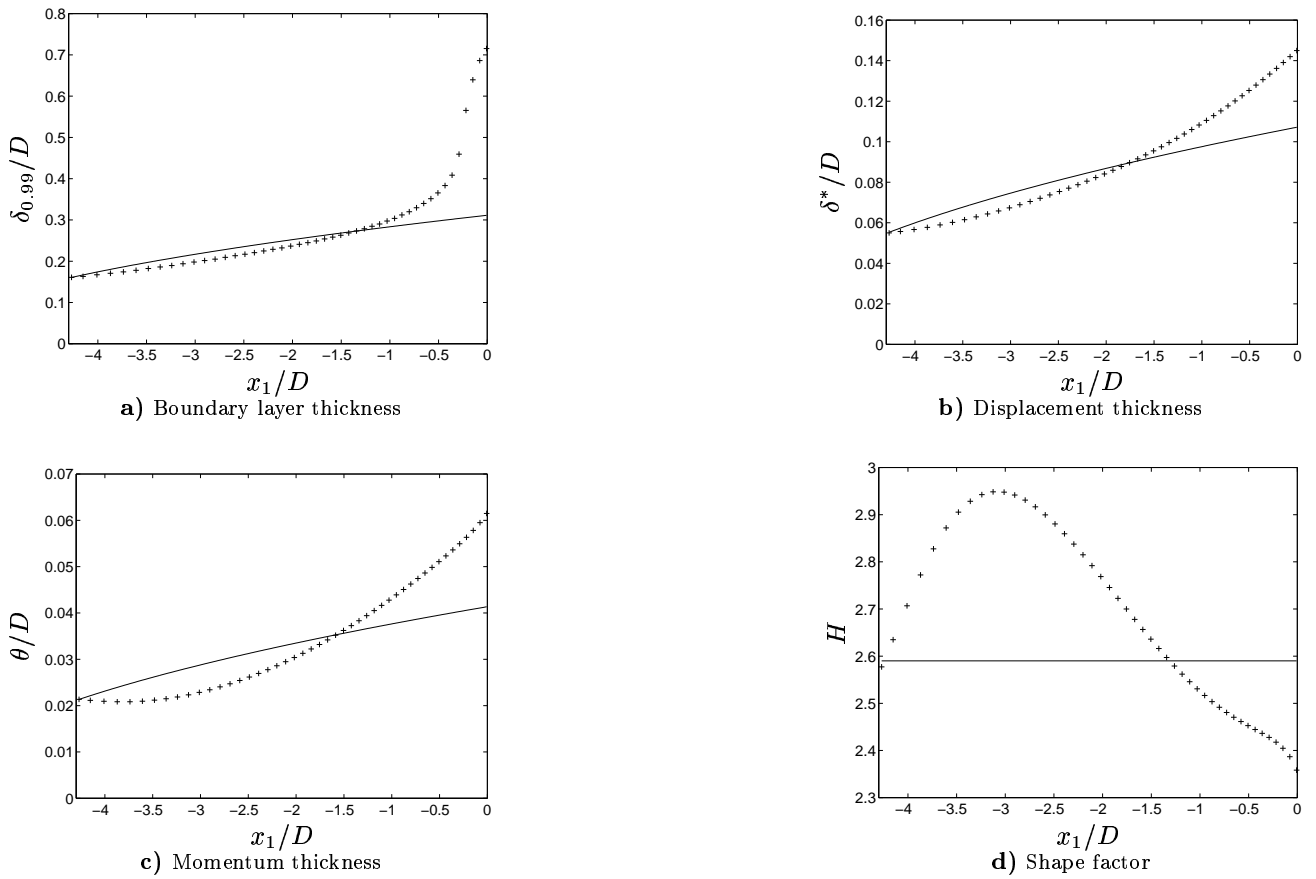 0.8
0.7
0.6
0.5
0.4
0.3
0.2
0.1
0
δ0.99/D
−4 −3.5 −3 −2.5 −2 −1.5 −1 −0.5 0
x1/D
a) Boundary layer thickness
0.16
0.14
0.12
0.1
0.08
0.06
0.04
0.02
0
δ*/D
−4 −3.5 −3 −2.5 −2 −1.5 −1 −0.5 0
x1/D
b) Displacement thickness
0.07
0.06
0.05
0.04
0.03
0.02
0.01
0
θ/D
−4 −3.5 −3 −2.5 −2 −1.5 −1 −0.5 0
x1/D
c) Momentum thickness
3
2.9
2.8
2.7
2.6
2.5
2.4
2.3
H
−4 −3.5 −3 −2.5 −2 −1.5 −1 −0.5 0
x1/D
d) Shape factor